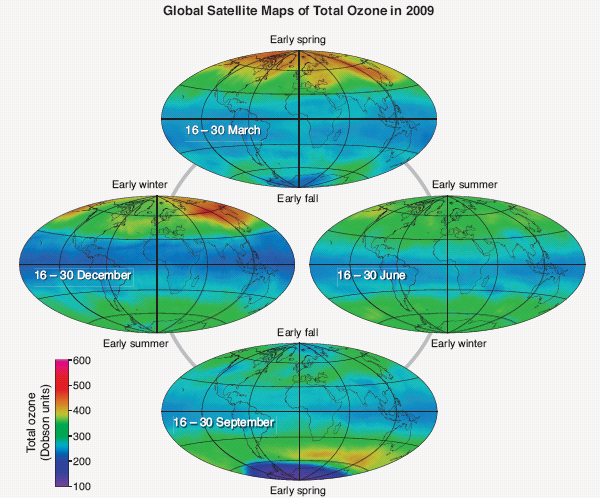 Global Satellite Maps of Total Ozone in 2009
Early spring
16 – 30 March
Early fall
Early winter
16 – 30 December
Early summer
Early summer
16 – 30 June
Early winter
Early fall
16 – 30 September
Early spring
Total ozone
(Dobson units)
600
500
400
300
200
100